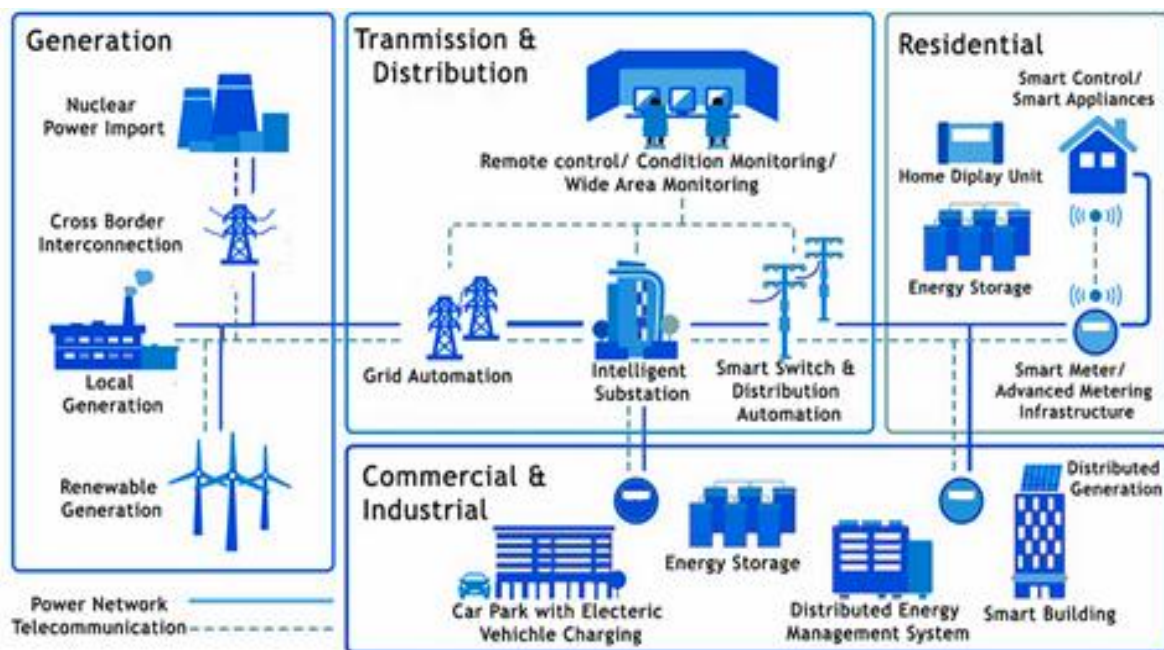 Generation
Nuclear
Power Import
Cross Border
Interconnection
Local
Generation
Renewable
Generation
Power Network
Telecommunication
Tranmission &
Distribution
Remote control/ Condition Monitoring/
Wide Area Monitoring
Grid Automation
Intelligent
Substation
Smart Switch &
Distribution
Automation
Residential
Smart Control/
Smart Appliances
Home Diplay Unit
Energy Storage
Smart Meter/
Advanced Metering
Infrastructure
Commercial &
Industrial
Car Park with Electeric
Vehichle Charging
Energy Storage
Distributed Energy
Management System
Distributed
Generation
Smart Building